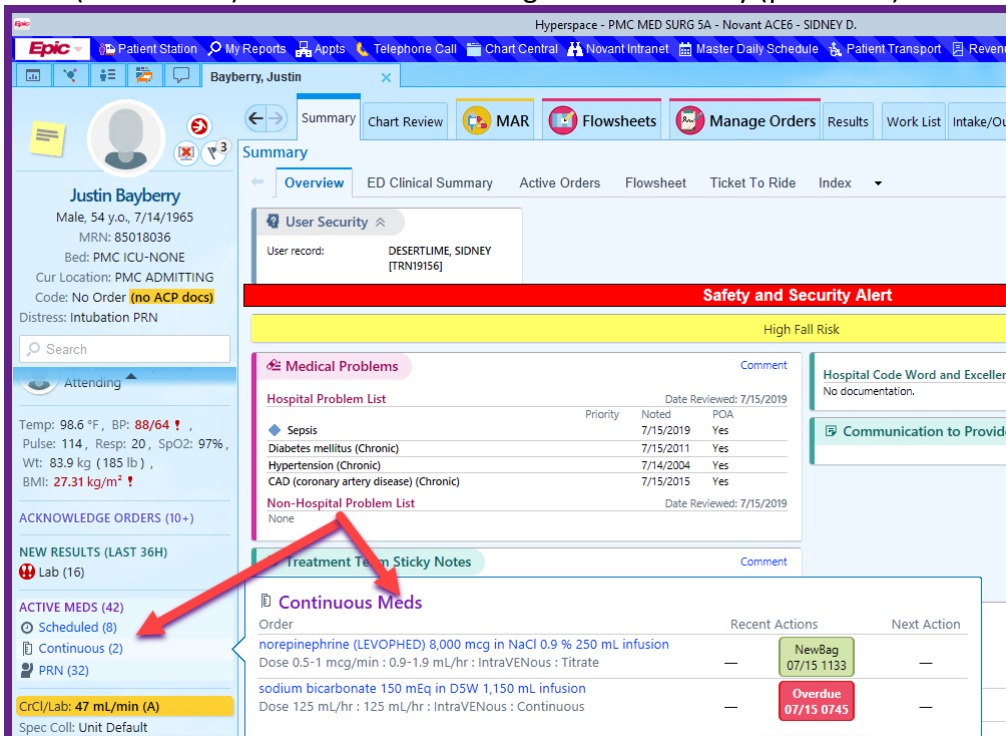 Epic
Hyperspace - PMC MED SURG 5A - Novant ACE6 - SIDNEY D.
Epic Patient Station My Reports Appts Telephone Call Chart Central Novant Intranet Master Daily Schedule Patient Transport
Bayberry, Justin
Summary Chart Review MAR Flowsheets Manage Orders Results Work List
3
Summary
Overview ED Clinical Summary Active Orders Flowsheet Ticket To Ride Index
Justin Bayberry
Male, 54 y.o., 7/14/1965
MRN: 85018036
Bed: PMC ICU-NONE
Cur Location: PMC ADMITTING
Code: No Order (no ACP docs)
Distress: Intubation PRN
Search
Attending
Temp: 98.6 °F, BP: 88/64 ! ,
Pulse: 114, Resp: 20, SpO2: 97%,
Wt: 83.9 kg (185 lb) ,
BMI: 27.31 kg/m² !
ACKNOWLEDGE ORDERS (10+)
NEW RESULTS (LAST 36H)
Lab (16)
ACTIVE MEDS (42)
Scheduled (8)
Continuous (2)
PRN (32)
CrCl/Lab: 47 mL/min (A)
Spec Coll: Unit Default
User Security
User record: DESERTLIME, SIDNEY
[TRN19156]
Safety and Security Alert
High Fall Risk
Medical Problems Comment
Hospital Problem List Date Reviewed: 7/15/2019
Priority Noted POA
Sepsis 7/15/2019 Yes
Diabetes mellitus (Chronic) 7/15/2011 Yes
Hypertension (Chronic) 7/14/2004 Yes
CAD (coronary artery disease) (Chronic) 7/15/2015 Yes
Non-Hospital Problem List Date Reviewed: 7/15/2019
None
Hospital Code Word and
No documentation.
Communication to
Treatment Team Sticky Notes Comment
Continuous Meds
Order Recent Actions Next Action
norepinephrine (LEVOPHED) 8,000 mcg in NaCl 0.9 % 250 mL infusion
Dose 0.5-1 mcg/min : 0.9-1.9 mL/hr : IntraVENous : Titrate — NewBag —
07/15 1133
sodium bicarbonate 150 mEq in D5W 1,150 mL infusion
Dose 125 mL/hr : 125 mL/hr : IntraVENous : Continuous — Overdue —
07/15 0745